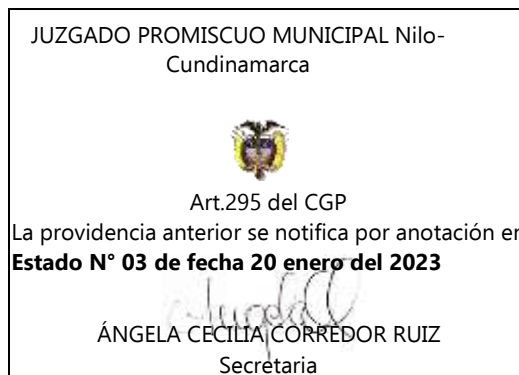 JUZGADO PROMISCUO MUNICIPAL Nilo-
Cundinamarca
Art.295 del CGP
La providencia anterior se notifica por anotación en
Estado N° 03 de fecha 20 enero del 2023
ÁNGELA CECILIA CORREDOR RUIZ
Secretaria